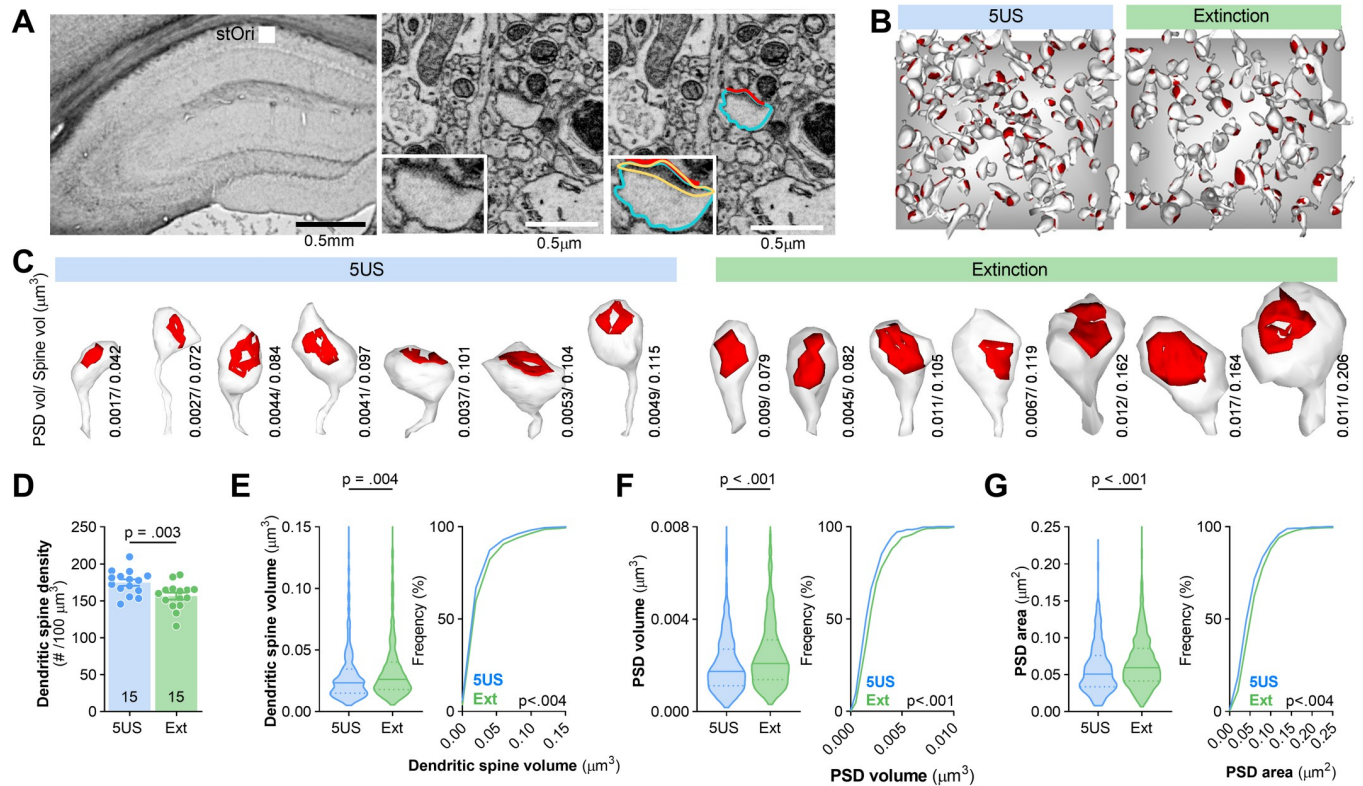 A
stOri
0.5mm
0.5μm
0.5μm
B
5US
Extinction
C
5US
Extinction
PSD vol/ Spine vol (μm³)
0.0017/ 0.042
0.0027/ 0.072
0.0044/ 0.084
0.0041/ 0.097
0.0037/ 0.101
0.0053/ 0.104
0.0049/ 0.115
0.009/ 0.079
0.0045/ 0.082
0.011/ 0.105
0.0067/ 0.119
0.012/ 0.162
0.017/ 0.164
0.011/ 0.206
D
p = .003
Dendritic spine density
(# /100 μm³)
250
200
150
100
50
0
15
15
5US
Ext
E
p = .004
Dendritic spine volume (μm³)
0.15
0.10
0.05
0.00
5US
Ext
Freqency (%)
100
50
5US
Ext
p<.004
0.00
0.05
0.10
0.15
Dendritic spine volume (μm³)
F
p < .001
PSD volume (μm³)
0.008
0.004
0.000
5US
Ext
Freqency (%)
100
50
5US
Ext
p<.001
0.000
0.005
0.010
PSD volume (μm³)
G
p < .001
PSD area (μm²)
0.25
0.20
0.15
0.10
0.05
0.00
5US
Ext
Freqency (%)
100
50
5US
Ext
p<.004
0.00
0.05
0.10
0.15
0.20
0.25
PSD area (μm²)